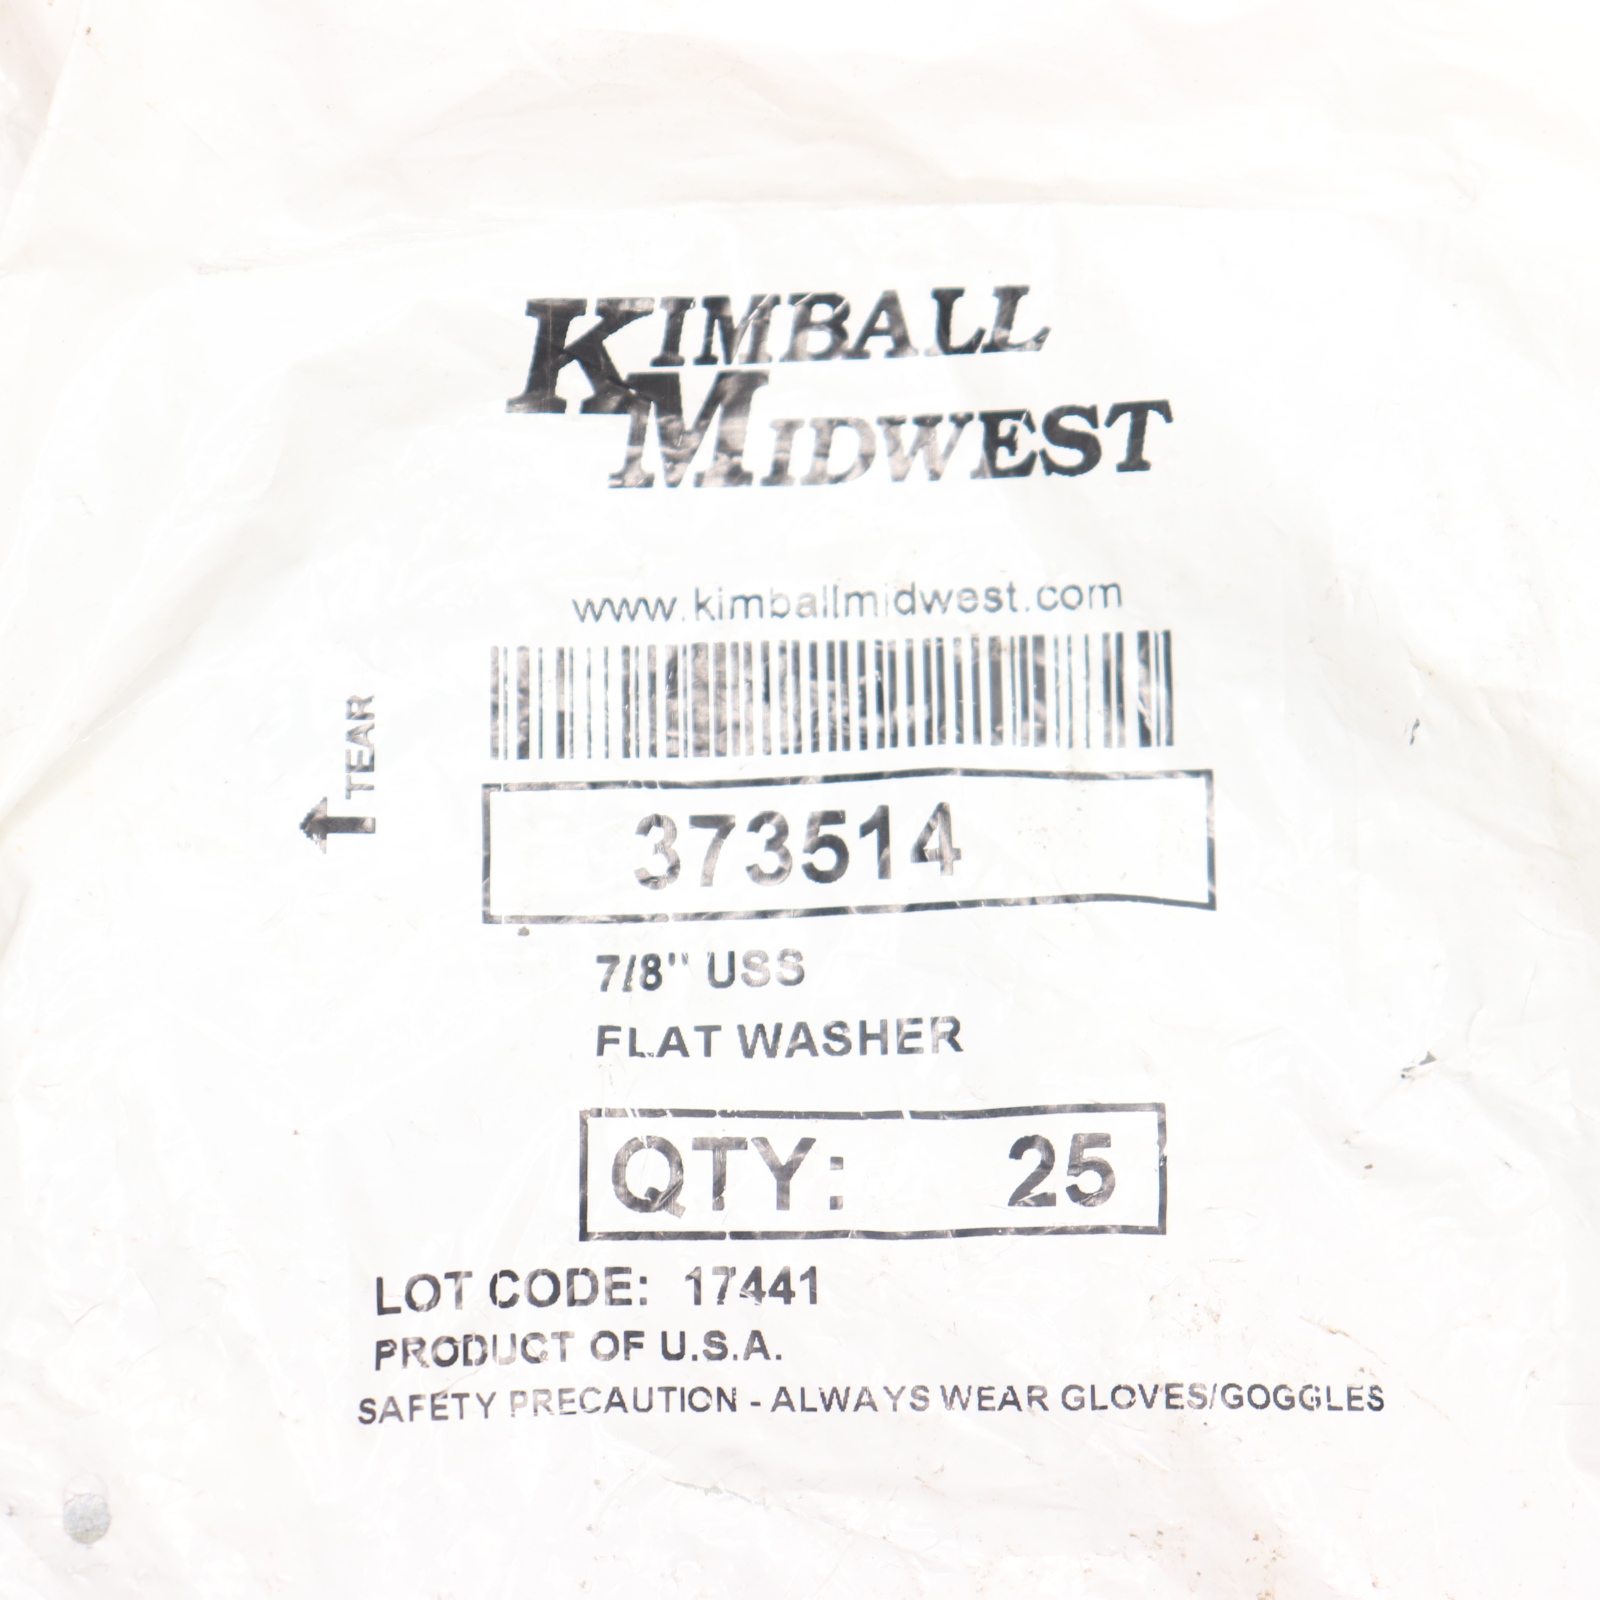 KIMBALL
MIDWEST
www.kimballmidwest.com
TEAR
373514
7/8" USS
FLAT WASHER
QTY: 25
LOT CODE: 17441
PRODUCT OF U.S.A.
SAFETY PRECAUTION - ALWAYS WEAR GLOVES/GOGGLES